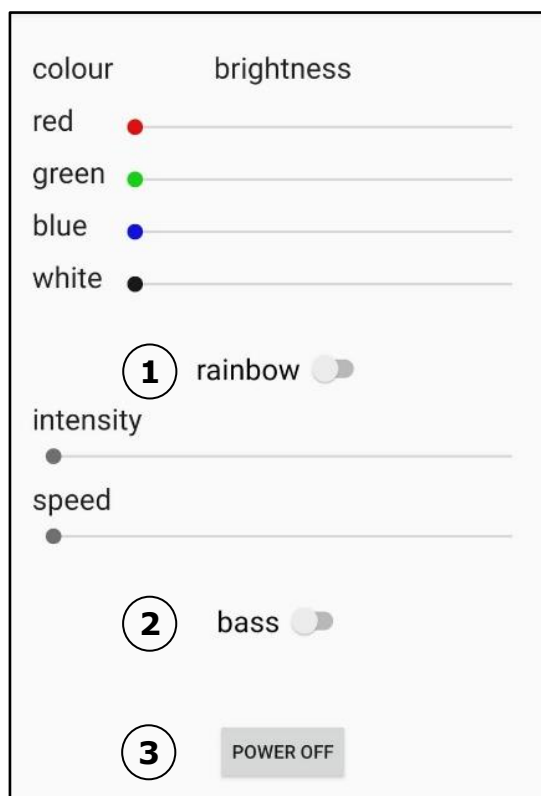 colour brightness
red
green
blue
white
1 rainbow
intensity
speed
2 bass
3 POWER OFF